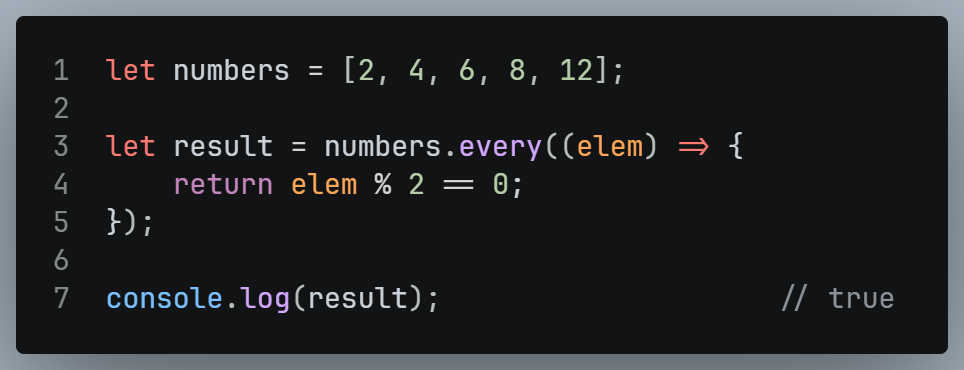 1 let numbers = [2, 4, 6, 8, 12];
2
3 let result = numbers.every((elem) => {
4     return elem % 2 == 0;
5 });
6
7 console.log(result);                    // true